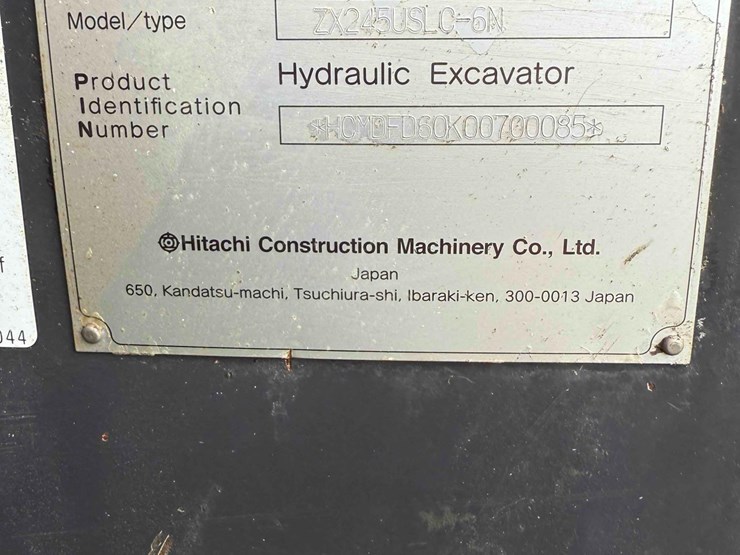 Model/type ZX245USLC-6N
Hydraulic Excavator
Product
Identification
Number *HCMDFD60K00700085*
Hitachi Construction Machinery Co., Ltd.
Japan
650, Kandatsu-machi, Tsuchiura-shi, Ibaraki-ken, 300-0013 Japan
f
044